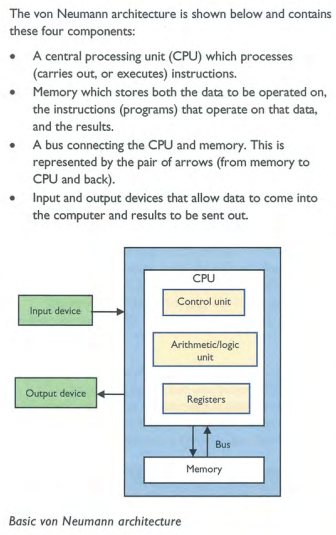 The von Neumann architecture is shown below and contains
these four components:
• A central processing unit (CPU) which processes
(carries out, or executes) instructions.
• Memory which stores both the data to be operated on,
the instructions (programs) that operate on that data,
and the results.
• A bus connecting the CPU and memory. This is
represented by the pair of arrows (from memory to
CPU and back).
• Input and output devices that allow data to come into
the computer and results to be sent out.
CPU
Control unit
Input device
Arithmetic/logic
unit
Output device
Registers
Bus
Memory
Basic von Neumann architecture